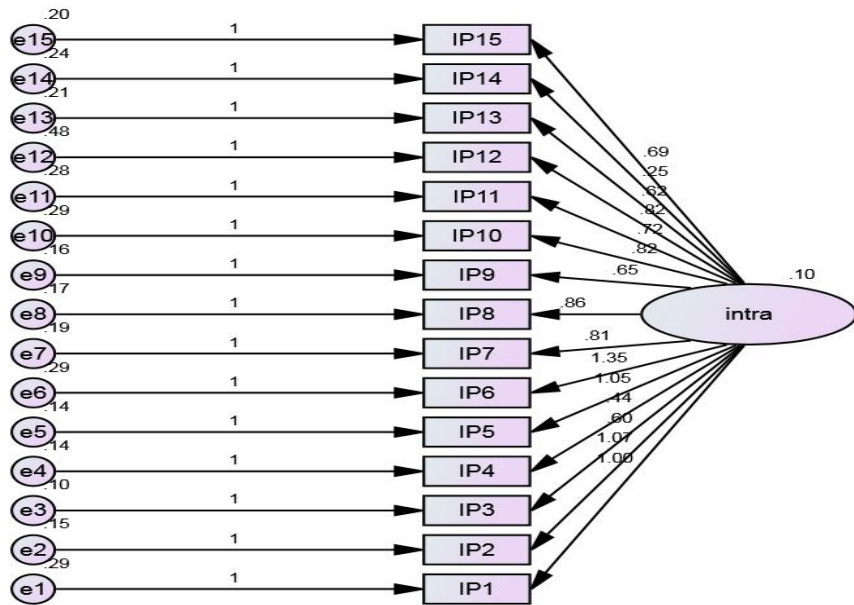 .20
e15 1 IP15
.24
e14 1 IP14
.21
e13 1 IP13
.48
e12 1 IP12
.28
e11 1 IP11
.29
e10 1 IP10
.16
e9 1 IP9
.17
e8 1 IP8
.19
e7 1 IP7
.29
e6 1 IP6
.14
e5 1 IP5
.14
e4 1 IP4
.10
e3 1 IP3
.15
e2 1 IP2
.29
e1 1 IP1
.69
.25
.62
.82
.72
.82
.65
.86
.81
1.35
1.05
.44
.60
1.07
1.00
.10
intra